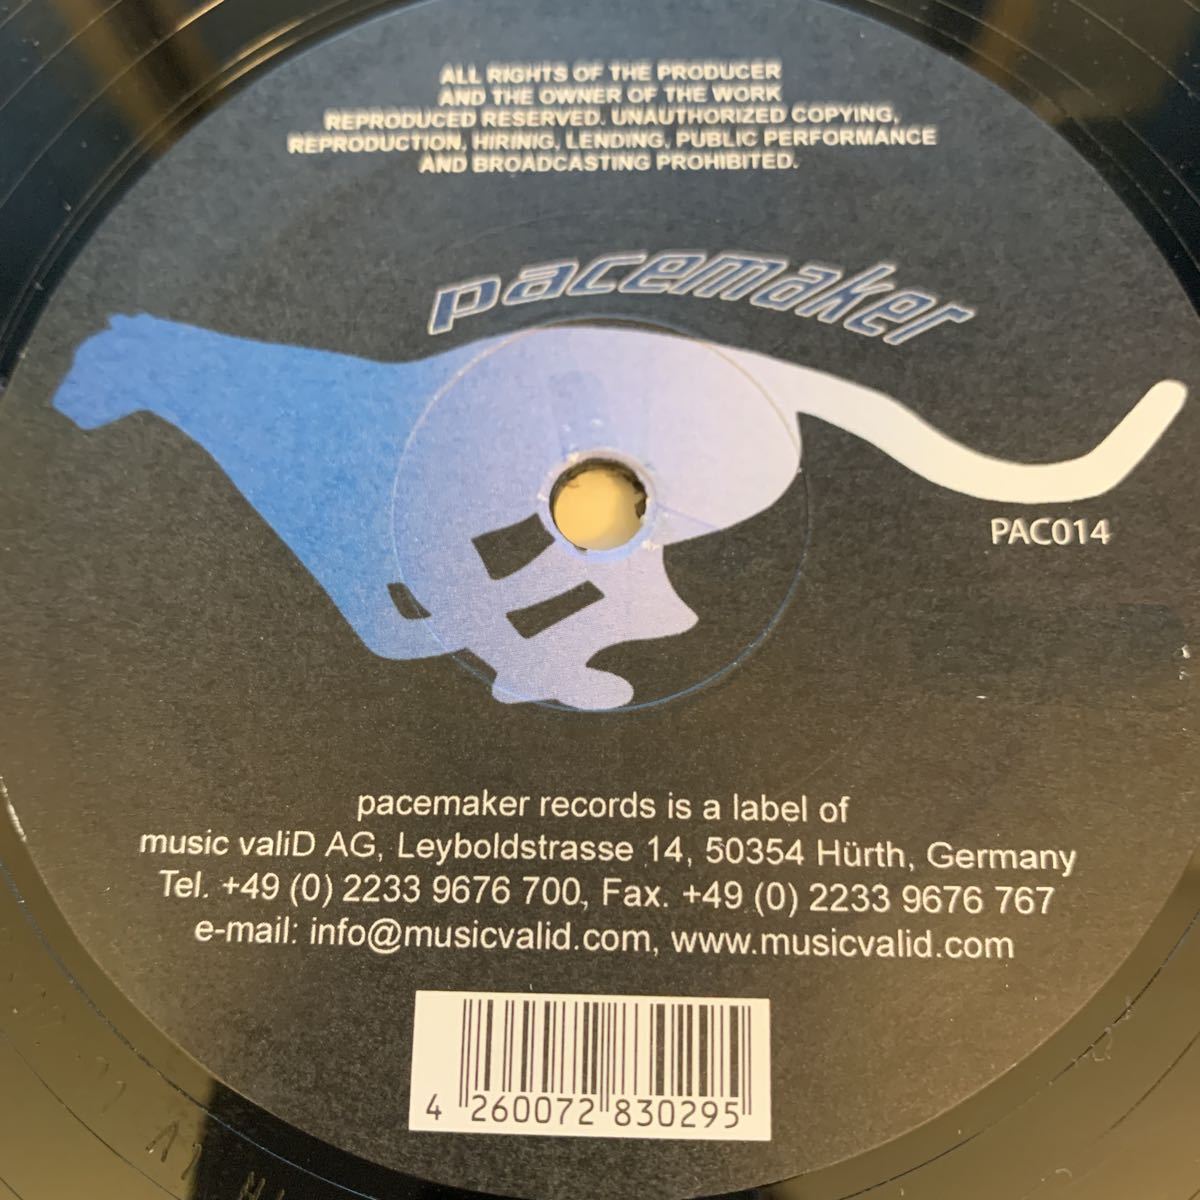 ALL RIGHTS OF THE PRODUCER
AND THE OWNER OF THE WORK
REPRODUCED RESERVED. UNAUTHORIZED COPYING,
REPRODUCTION, HIRINIG, LENDING, PUBLIC PERFORMANCE
AND BROADCASTING PROHIBITED.
pacemaker
PAC014
pacemaker records is a label of
music valiD AG, Leyboldstrasse 14, 50354 Hürth, Germany
Tel. +49 (0) 2233 9676 700, Fax. +49 (0) 2233 9676 767
e-mail: info@musicvalid.com, www.musicvalid.com
4 260072 830295